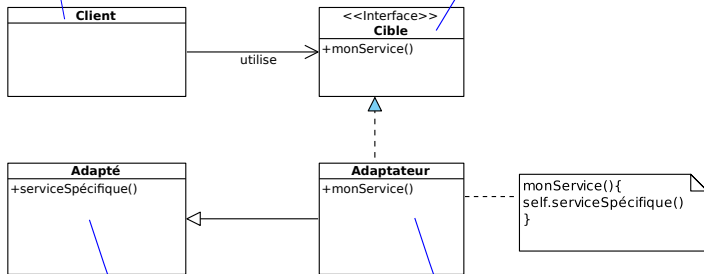 Client
<<Interface>>
Cible
+monService()
utilise
Adapté
+serviceSpécifique()
Adaptateur
+monService()
monService(){
self.serviceSpécifique()
}